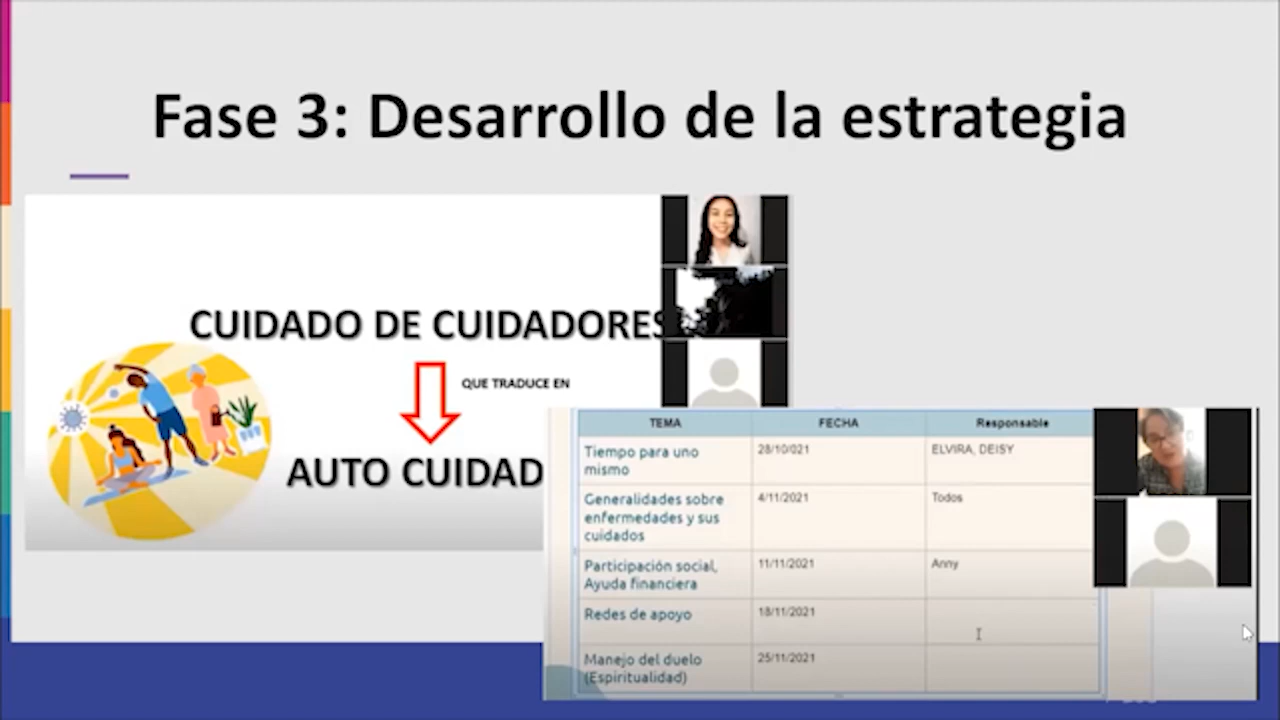 Fase 3: Desarrollo de la estrategia
CUIDADO DE CUIDADORES
QUE TRADUCE EN
AUTO CUIDAD
TEMA FECHA Responsable
Tiempo para uno mismo 28/10/021 ELVIRA, DEISY
Generalidades sobre enfermedades y sus cuidados 4/11/2021 Todos
Participación social, Ayuda financiera 11/11/2021 Anny
Redes de apoyo 18/11/2021
Manejo del duelo (Espiritualidad) 25/11/2021